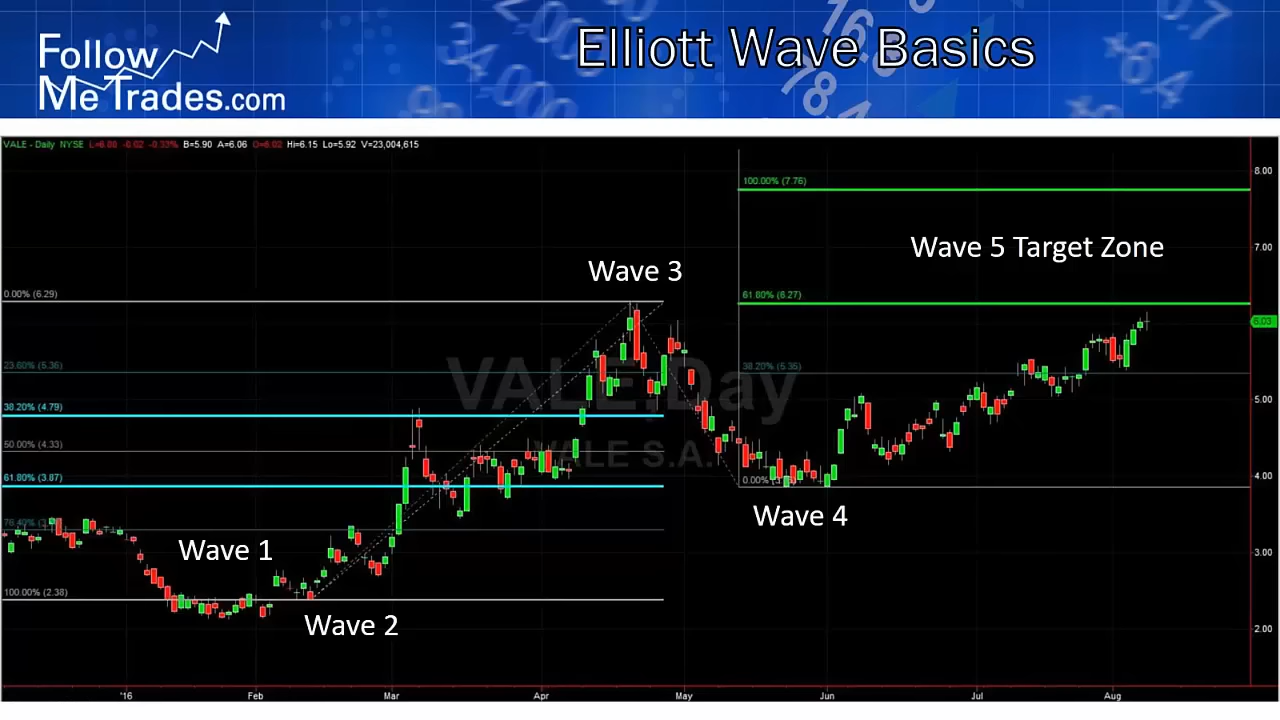 Follow
Me Trades.com
Elliott Wave Basics
VALE - Daily NYSE L=6.00 -0.02 -0.33% B=5.90 A=6.06 O=6.02 Hi=6.15 Lo=5.92 V=23,004,615
100.00% (7.76)
8.00
Wave 5 Target Zone
7.00
Wave 3
0.00% (6.29)
61.80% (6.27)
6.03
23.60% (5.36)
38.20% (5.35)
VALE, Day
38.20% (4.79)
5.00
50.00% (4.33)
VALE S.A.
61.80% (3.87)
0.00%
4.00
Wave 4
76.40%
Wave 1
3.00
100.00% (2.38)
Wave 2
2.00
'16
Feb
Mar
Apr
May
Jun
Jul
Aug